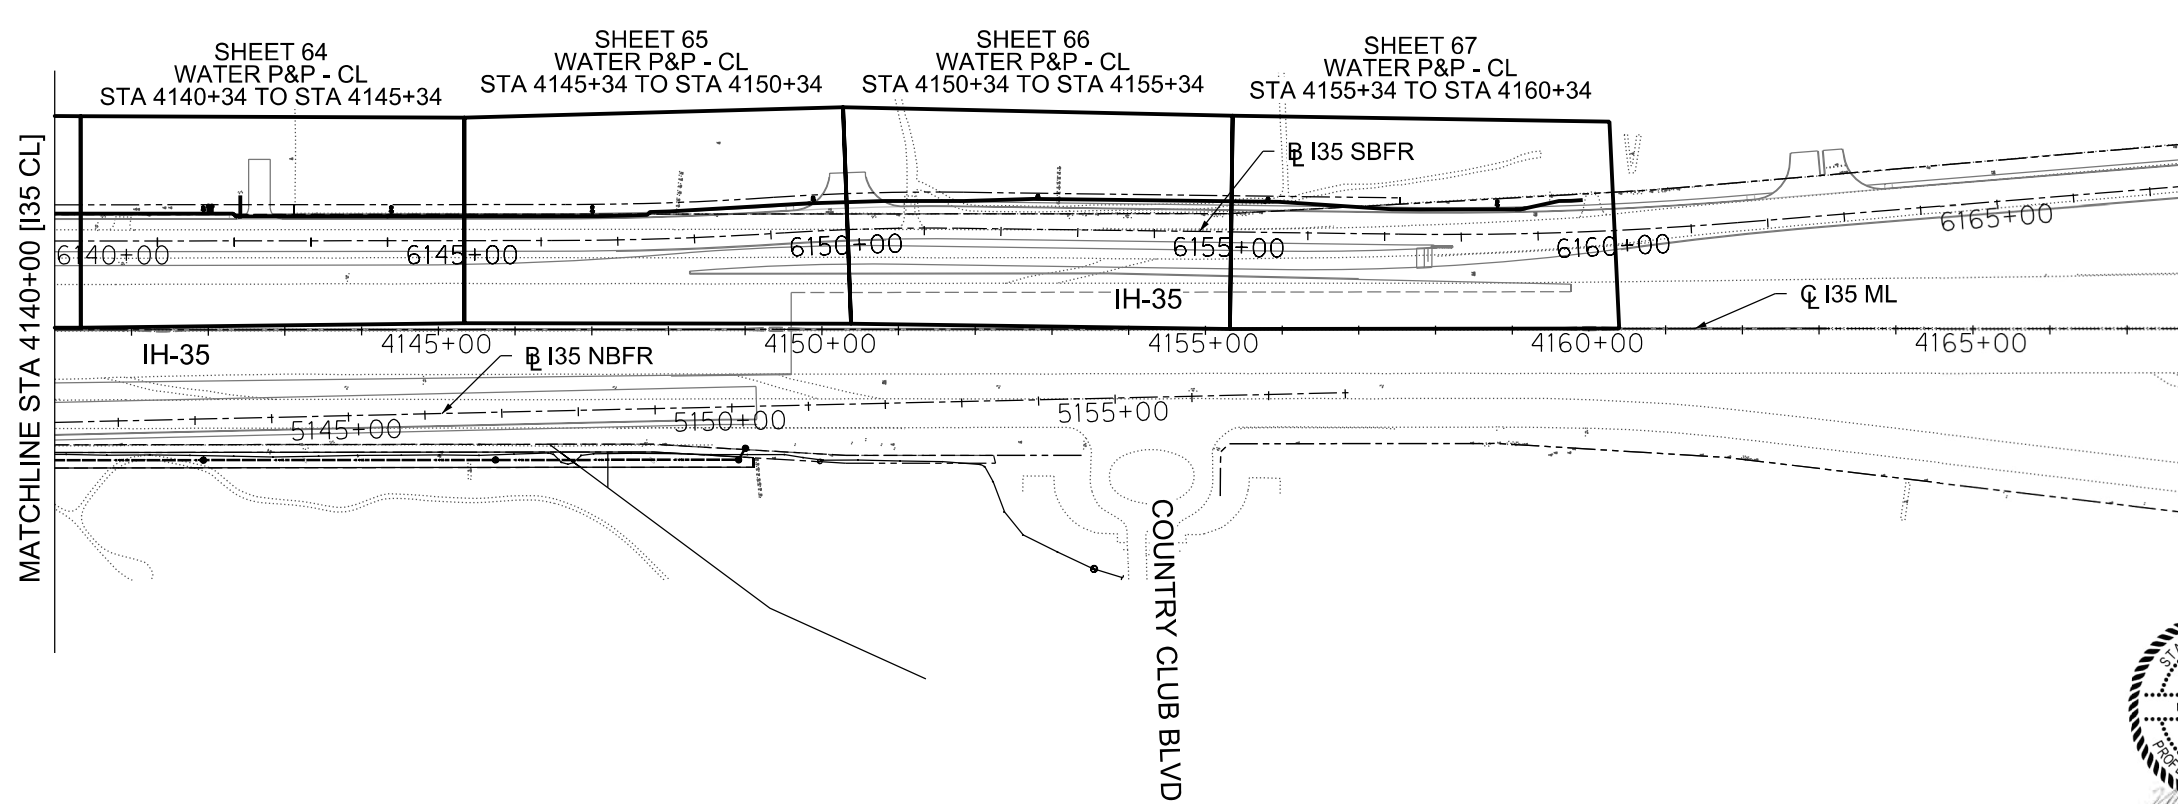 SHEET 64
WATER P&P - CL
STA 4140+34 TO STA 4145+34
SHEET 65
WATER P&P - CL
STA 4145+34 TO STA 4150+34
SHEET 66
WATER P&P - CL
STA 4150+34 TO STA 4155+34
SHEET 67
WATER P&P - CL
STA 4155+34 TO STA 4160+34
MATCHLINE STA 4140+00 [I35 CL]
BL I35 SBFR
6140+00
6145+00
6150+00
6155+00
6160+00
6165+00
IH-35
CL I35 ML
IH-35
4145+00
4150+00
4155+00
4160+00
4165+00
BL I35 NBFR
5145+00
5150+00
5155+00
COUNTRY CLUB BLVD